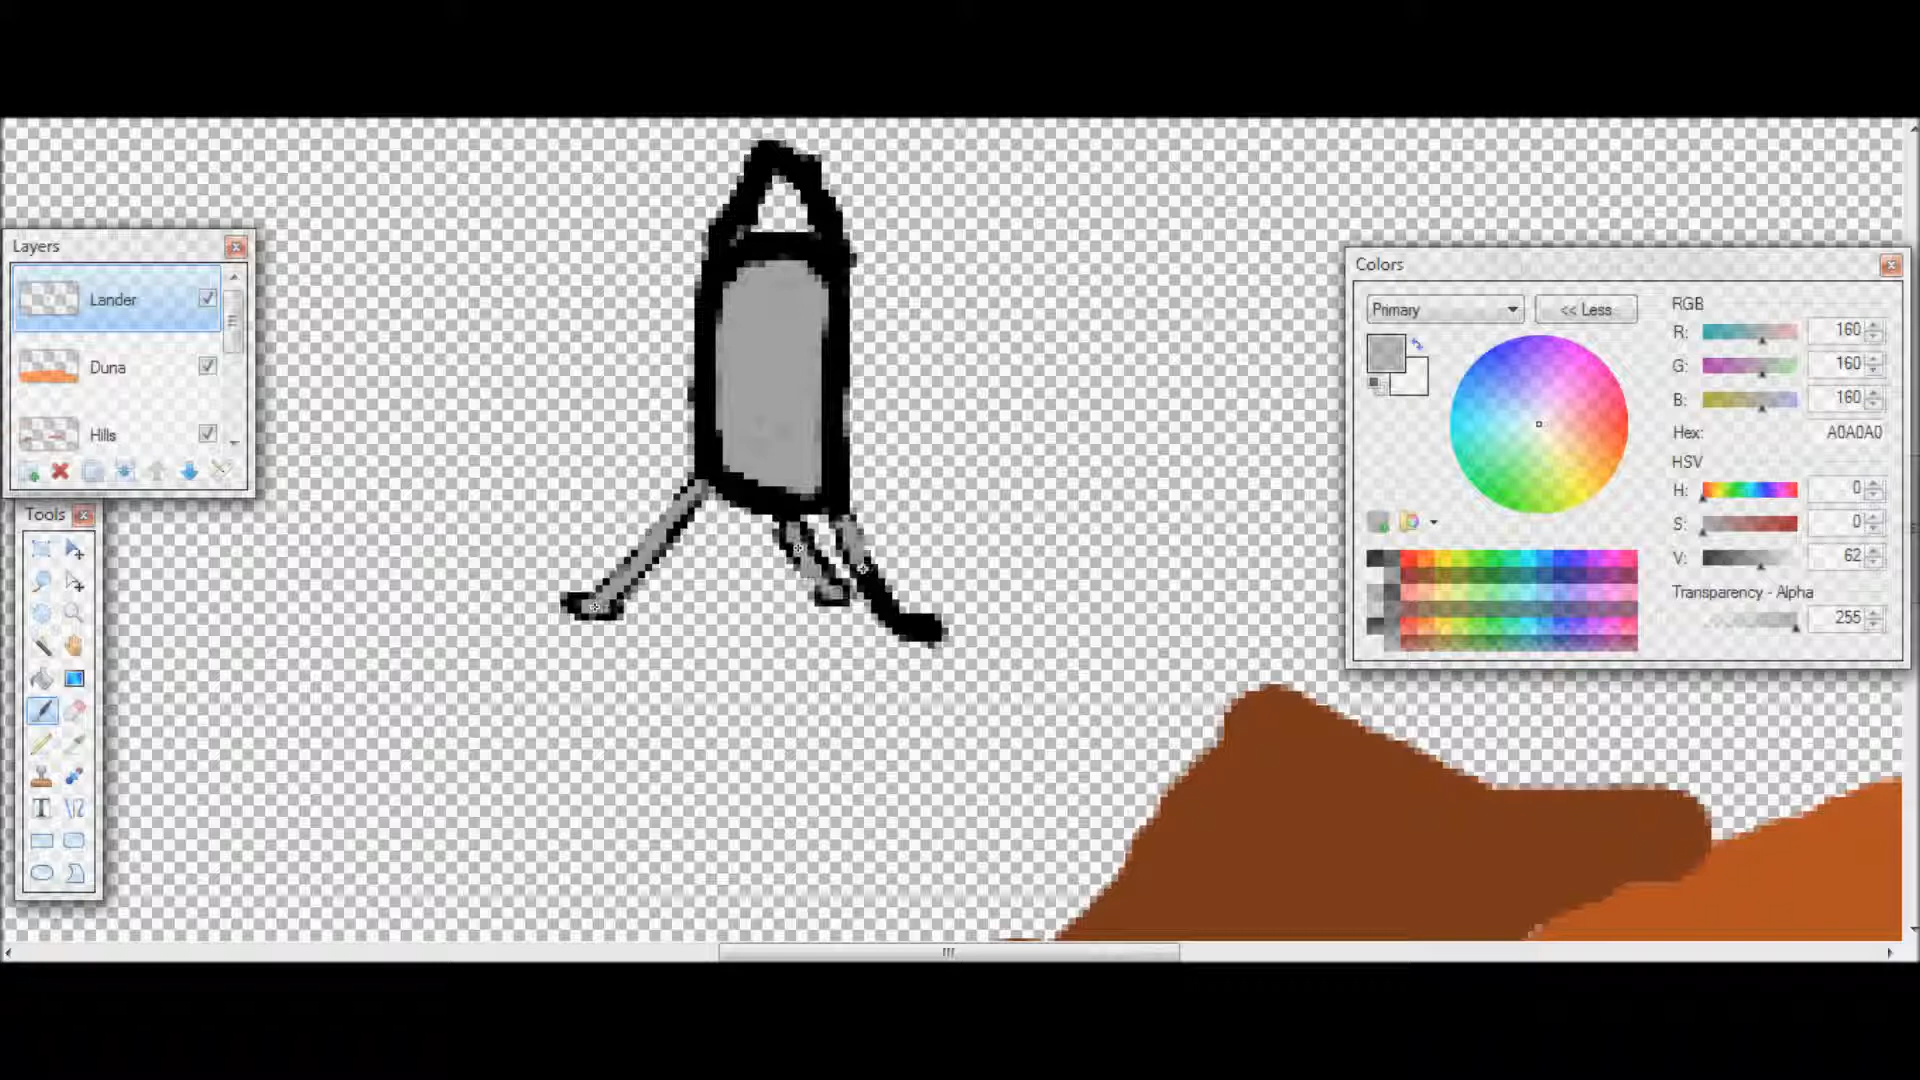 Layers
Lander
Duna
Hills
Tools
Colors
Primary
<< Less
RGB
R: 160
G: 160
B: 160
Hex: A0A0A0
HSV
H: 0
S: 0
V: 62
Transparency - Alpha
255